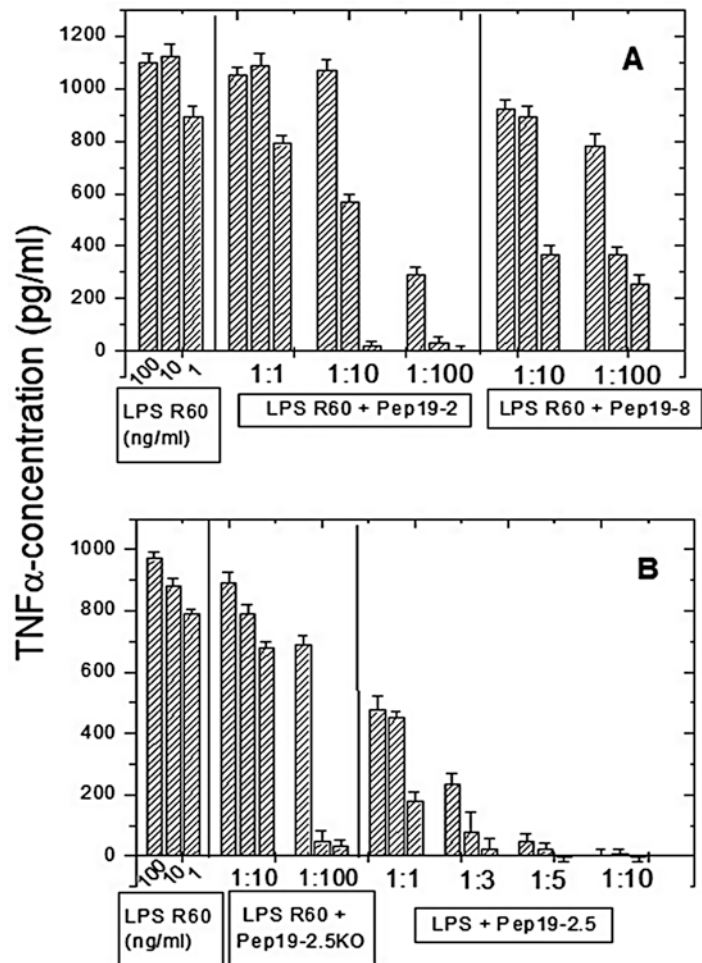 TNFα-concentration (pg/ml)
A
1200
1000
800
600
400
200
0
100 10 1
1:1 1:10 1:100
1:10 1:100
LPS R60
(ng/ml)
LPS R60 + Pep19-2
LPS R60 + Pep19-8
B
1000
800
600
400
200
0
100 10 1
1:10 1:100
1:1 1:3 1:5 1:10
LPS R60
(ng/ml)
LPS R60 +
Pep19-2.5KO
LPS + Pep19-2.5